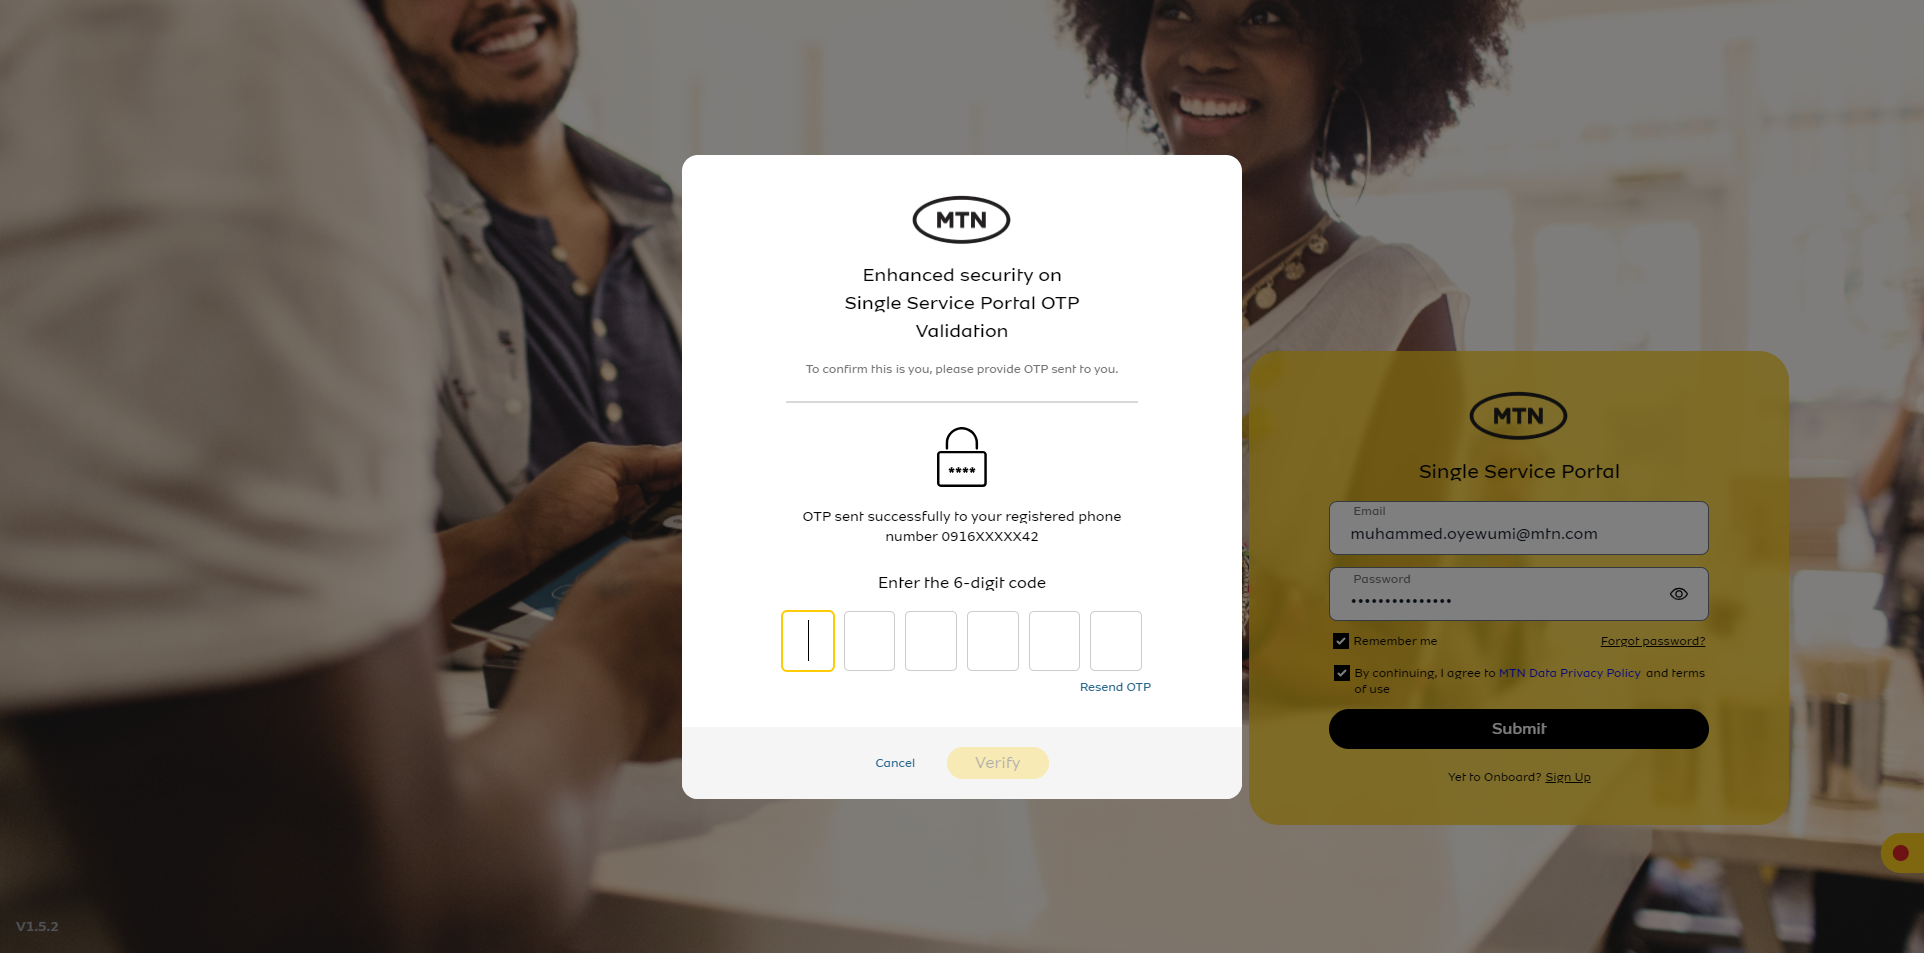 MTN
Enhanced security on
Single Service Portal OTP
Validation
To confirm this is you, please provide OTP sent to you.
****
OTP sent successfully to your registered phone
number 0916XXXXX42
Enter the 6-digit code
Resend OTP
Cancel
Verify
MTN
Single Service Portal
Email
muhammed.oyewumi@mtn.com
Password
•••••••••••••••
Remember me
Forgot password?
By continuing, I agree to MTN Data Privacy Policy and terms
of use
Submit
Yet to Onboard? Sign Up
V1.5.2